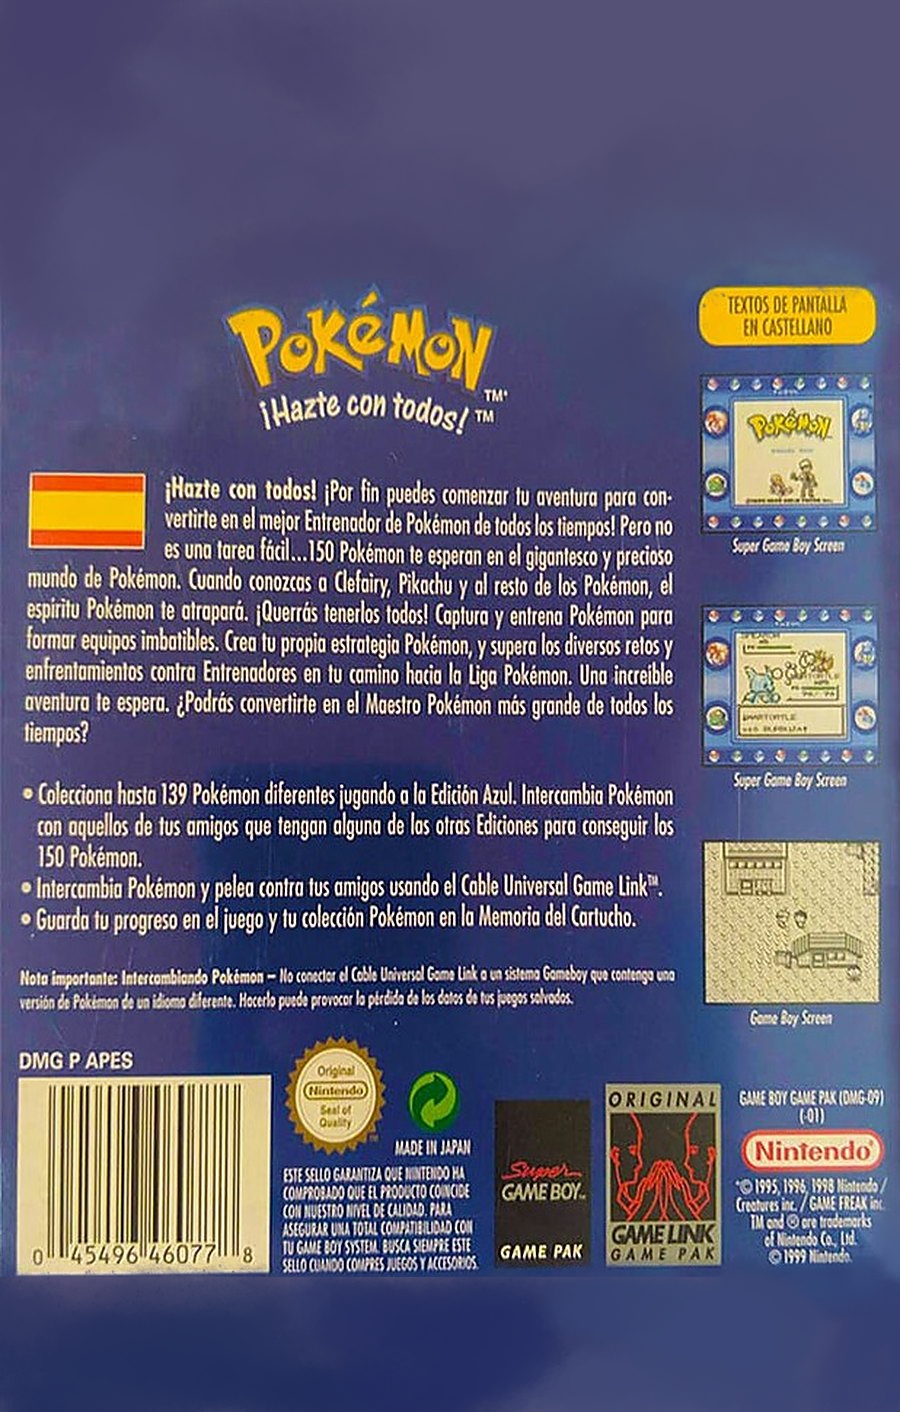 TEXTOS DE PANTALLA
EN CASTELLANO
POKéMON
™
¡Hazte con todos! ™
POKéMON
Super Game Boy Screen
¡Hazte con todos! ¡Por fin puedes comenzar tu aventura para con-
vertirte en el mejor Entrenador de Pokémon de todos los tiempos! Pero no
es una tarea fácil...150 Pokémon te esperan en el gigantesco y precioso
mundo de Pokémon. Cuando conozcas a Clefairy, Pikachu y al resto de los Pokémon, el
espíritu Pokémon te atrapará. ¡Querrás tenerlos todos! Captura y entrena Pokémon para
formar equipos imbatibles. Crea tu propia estrategia Pokémon, y supera los diversos retos y
enfrentamientos contra Entrenadores en tu camino hacia la Liga Pokémon. Una increíble
aventura te espera. ¿Podrás convertirte en el Maestro Pokémon más grande de todos los
tiempos?
WARTORTLE
Super Game Boy Screen
• Colecciona hasta 139 Pokémon diferentes jugando a la Edición Azul. Intercambia Pokémon
con aquellos de tus amigos que tengan alguna de las otras Ediciones para conseguir los
150 Pokémon.
• Intercambia Pokémon y pelea contra tus amigos usando el Cable Universal Game Link™.
• Guarda tu progreso en el juego y tu colección Pokémon en la Memoria del Cartucho.
Game Boy Screen
Nota importante: Intercambiando Pokémon – No conectar el Cable Universal Game Link a un sistema Gameboy que contenga una
versión de Pokémon de un idioma diferente. Hacerlo puede provocar la pérdida de los datos de tus juegos salvados.
DMG P APES
0 45496 46077 8
Original
Nintendo
Seal of
Quality
TM
MADE IN JAPAN
ESTE SELLO GARANTIZA QUE NINTENDO HA
COMPROBADO QUE EL PRODUCTO COINCIDE
CON NUESTRO NIVEL DE CALIDAD. PARA
ASEGURAR UNA TOTAL COMPATIBILIDAD CON
TU GAME BOY SYSTEM. BUSCA SIEMPRE ESTE
SELLO CUANDO COMPRES JUEGOS Y ACCESORIOS.
Super
GAME BOY™
GAME PAK
ORIGINAL
GAME LINK
GAME PAK
GAME BOY GAME PAK (DMG-09)
(-01)
Nintendo®
*© 1995, 1996, 1998 Nintendo /
Creatures inc. / GAME FREAK inc.
TM and ® are trademarks
of Nintendo Co., Ltd.
© 1999 Nintendo.